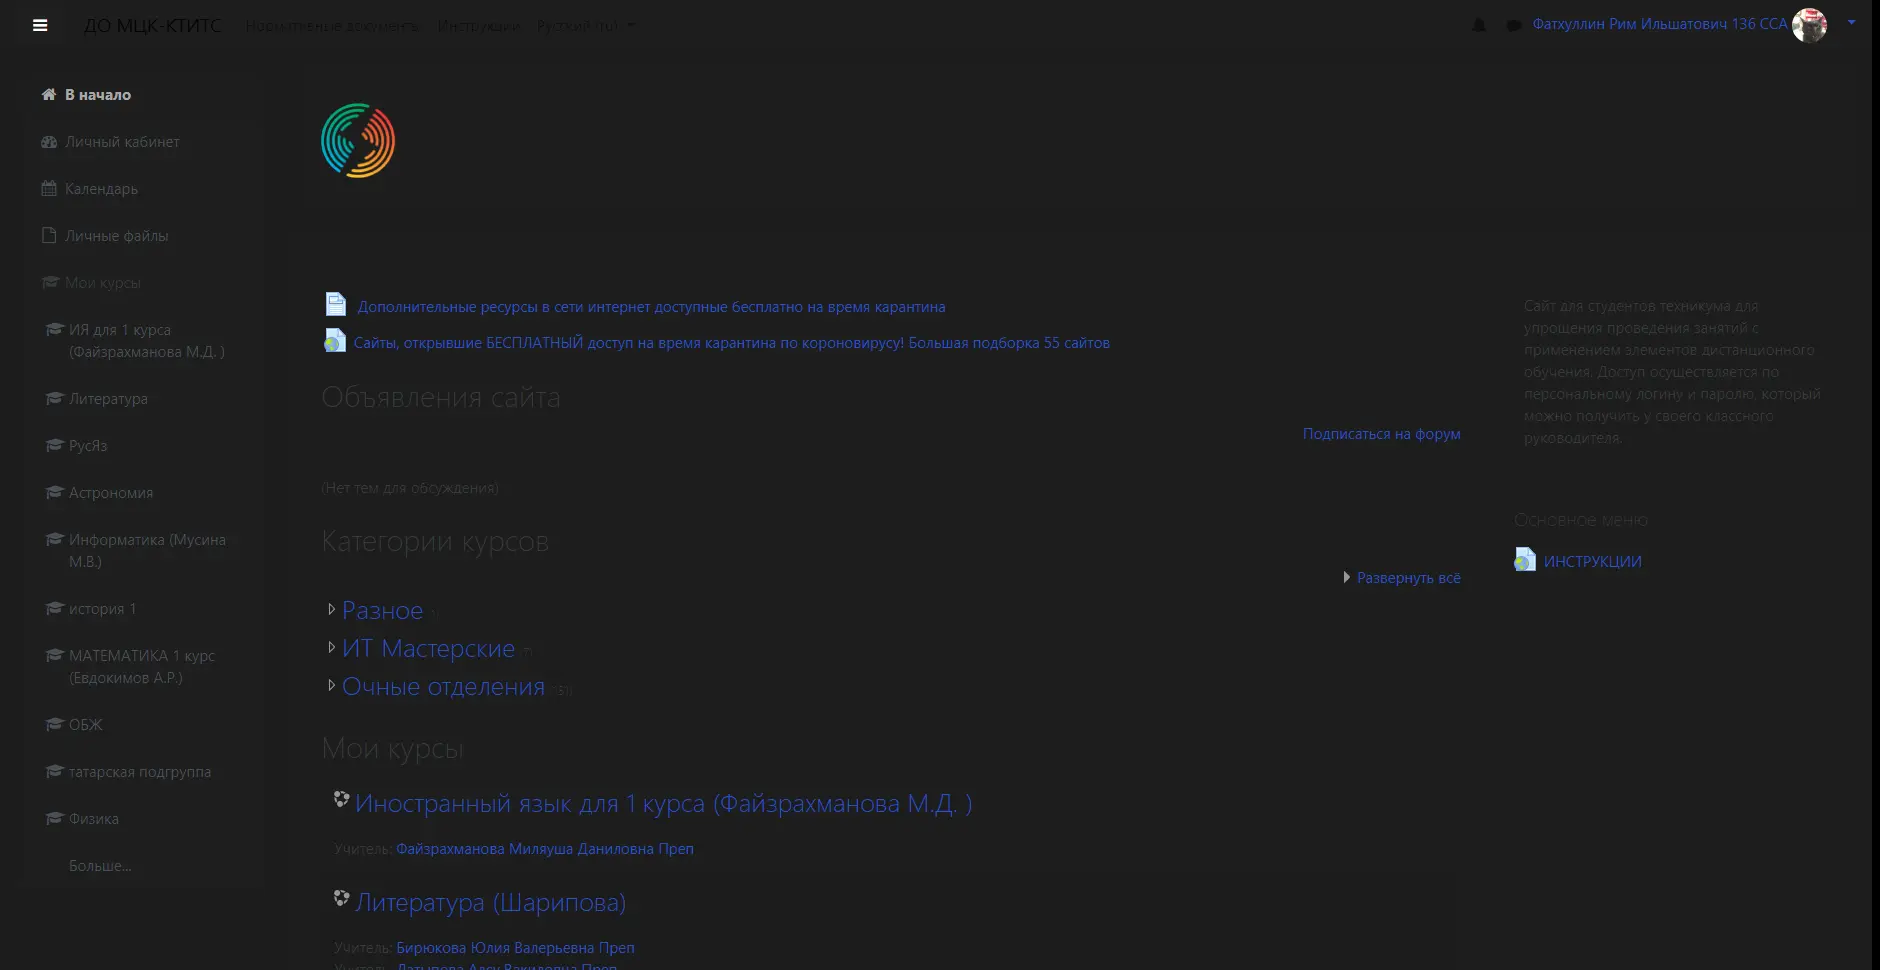 ДО МЦК-КТИТС Нормативные документы Инструкции Русский (ru)
Фатхуллин Рим Ильшатович 136 ССА
В начало
Личный кабинет
Календарь
Личные файлы
Мои курсы
ИЯ для 1 курса
(Файзрахманова М.Д. )
Литература
РусЯз
Астрономия
Информатика (Мусина
М.В.)
история 1
МАТЕМАТИКА 1 курс
(Евдокимов А.Р.)
ОБЖ
татарская подгруппа
Физика
Больше...
Дополнительные ресурсы в сети интернет доступные бесплатно на время карантина
Сайты, открывшие БЕСПЛАТНЫЙ доступ на время карантина по короновирусу! Большая подборка 55 сайтов
Объявления сайта
Подписаться на форум
(Нет тем для обсуждения)
Категории курсов
Развернуть всё
Разное
ИТ Мастерские
Очные отделения
Мои курсы
Иностранный язык для 1 курса (Файзрахманова М.Д. )
Учитель: Файзрахманова Миляуша Даниловна Преп
Литература (Шарипова)
Учитель: Бирюкова Юлия Валерьевна Преп
Учитель: Латыпова Алсу Вакиловна Преп
Сайт для студентов техникума для
упрощения проведения занятий с
применением элементов дистанционного
обучения. Доступ осуществляется по
персональному логину и паролю, который
можно получить у своего классного
руководителя.
Основное меню
ИНСТРУКЦИИ